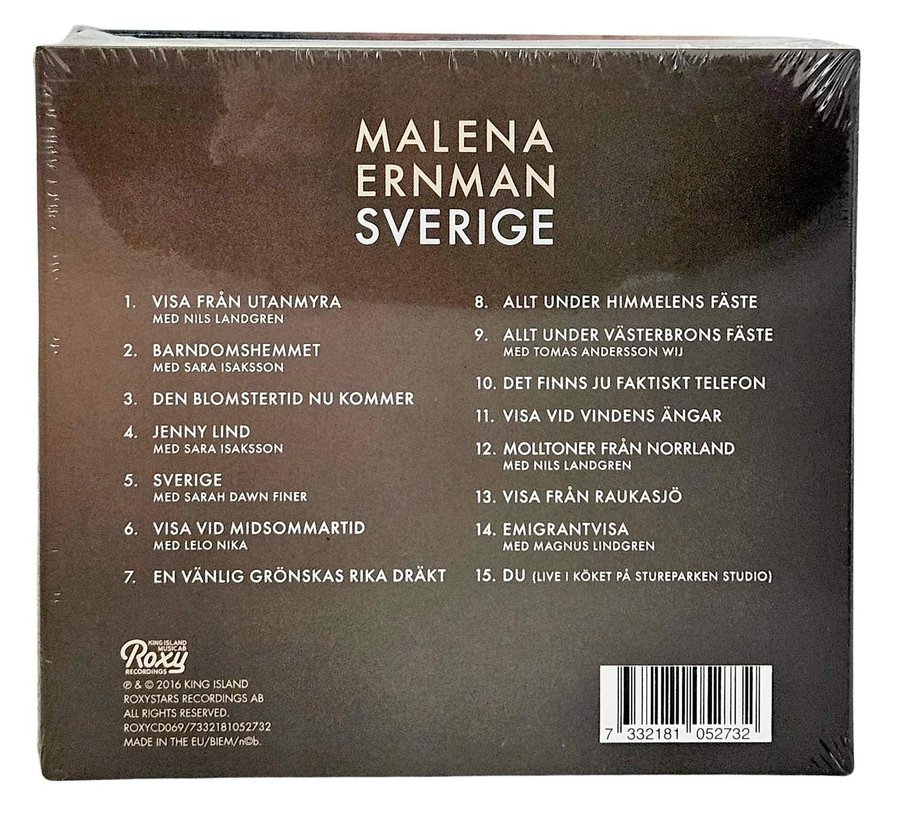 MALENA
ERNMAN
SVERIGE
1. VISA FRÅN UTANMYRA
MED NILS LANDGREN
2. BARNDOMSHEMMET
MED SARA ISAKSSON
3. DEN BLOMSTERTID NU KOMMER
4. JENNY LIND
MED SARA ISAKSSON
5. SVERIGE
MED SARAH DAWN FINER
6. VISA VID MIDSOMMARTID
MED LELO NIKA
7. EN VÄNLIG GRÖNSKAS RIKA DRÄKT
8. ALLT UNDER HIMMELENS FÄSTE
9. ALLT UNDER VÄSTERBRONS FÄSTE
MED TOMAS ANDERSSON WIJ
10. DET FINNS JU FAKTISKT TELEFON
11. VISA VID VINDENS ÄNGAR
12. MOLLTONER FRÅN NORRLAND
MED NILS LANDGREN
13. VISA FRÅN RAUKASJÖ
14. EMIGRANTVISA
MED MAGNUS LINDGREN
15. DU (LIVE I KÖKET PÅ STUREPARKEN STUDIO)
KING ISLAND
MUSIC AB
Roxy
RECORDINGS
℗ & © 2016 KING ISLAND
ROXYSTARS RECORDINGS AB
ALL RIGHTS RESERVED.
ROXYCD069/7332181052732
MADE IN THE EU/BIEM/n©b.
7 332181 052732